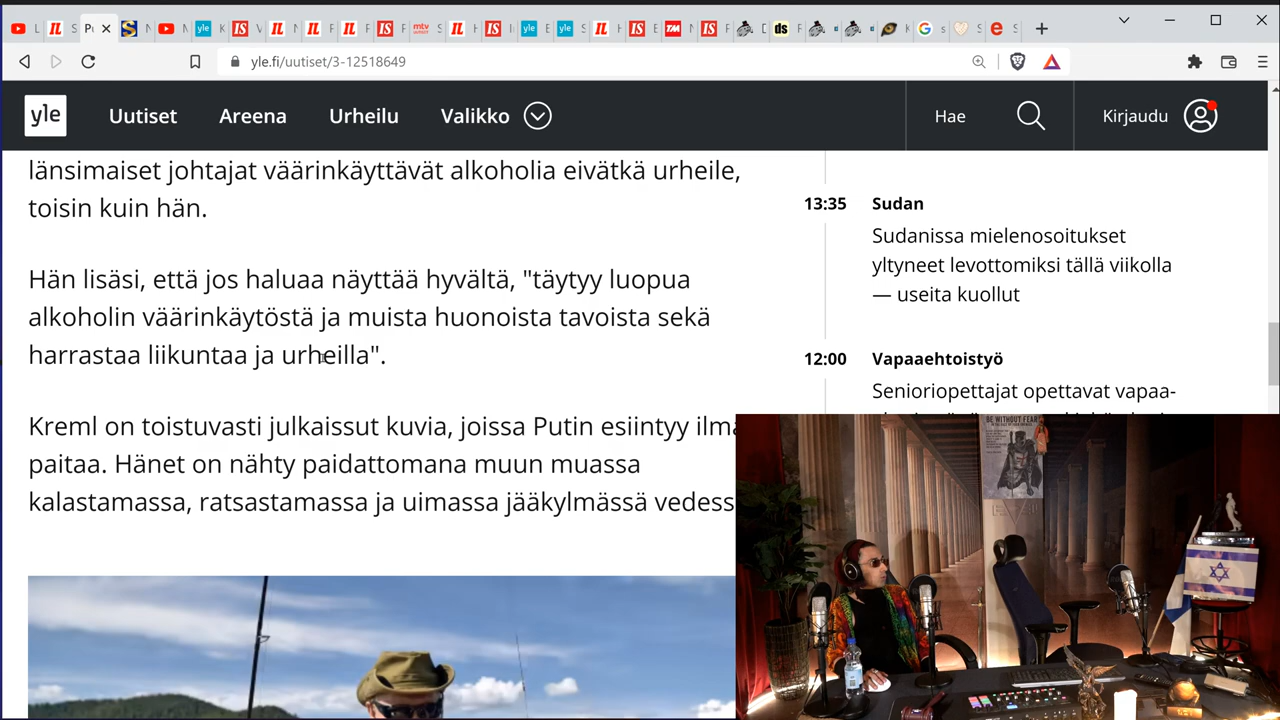 yle.fi/uutiset/3-12518649
yle
Uutiset
Areena
Urheilu
Valikko
Hae
Kirjaudu
länsimaiset johtajat väärinkäyttävät alkoholia eivätkä urheile,
toisin kuin hän.
Hän lisäsi, että jos haluaa näyttää hyvältä, "täytyy luopua
alkoholin väärinkäytöstä ja muista huonoista tavoista sekä
harrastaa liikuntaa ja urheilla".
Kreml on toistuvasti julkaissut kuvia, joissa Putin esiintyy
paitaa. Hänet on nähty paidattomana muun muassa
kalastamassa, ratsastamassa ja uimassa jääkylmässä
13:35
Sudan
Sudanissa mielenosoitukset
yltyneet levottomiksi tällä viikolla
— useita kuollut
12:00
Vapaaehtoistyö
Senioriopettajat opettavat vapaa-
BE WITHOUT FEAR